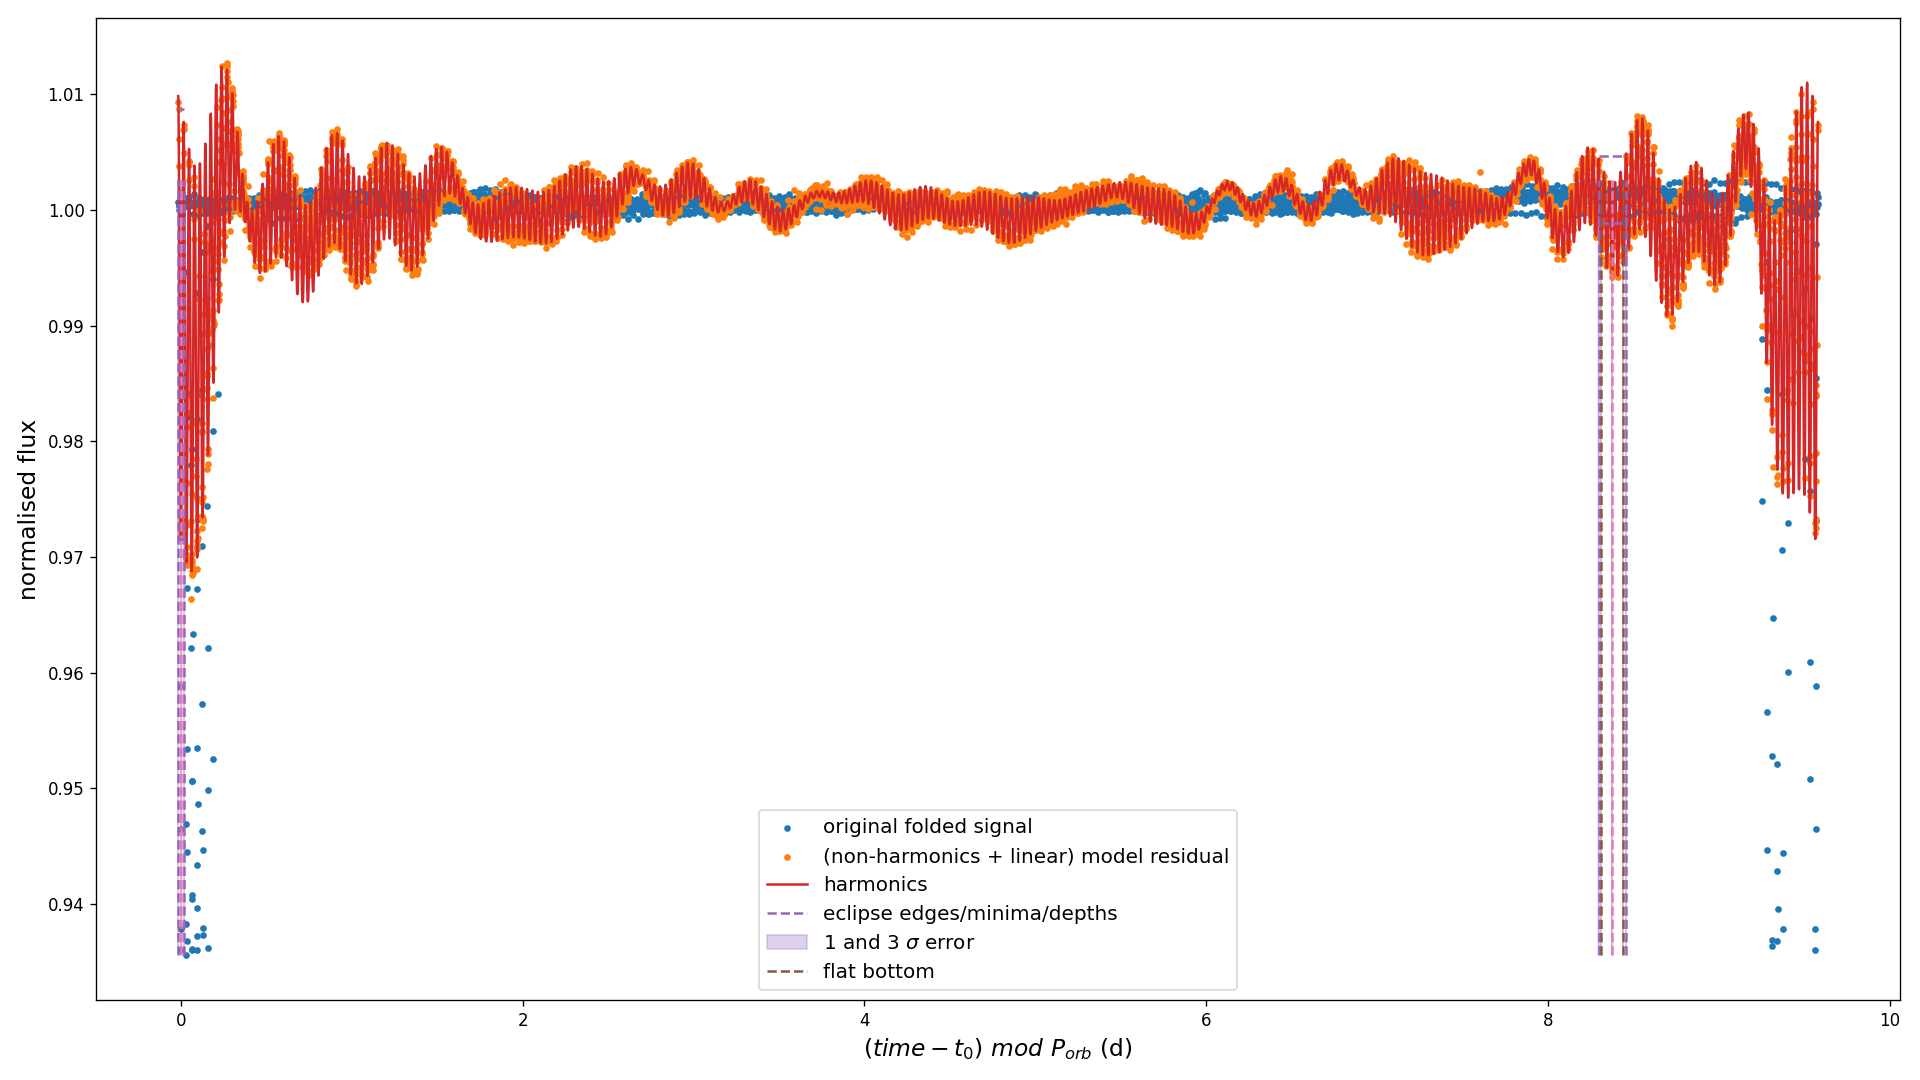 1.01
1.00
0.99
0.98
0.97
0.96
0.95
0.94
normalised flux
original folded signal
(non-harmonics + linear) model residual
harmonics
eclipse edges/minima/depths
1 and 3 σ error
flat bottom
0 2 4 6 8 10
(time − t₀) mod Pₒᵣb (d)